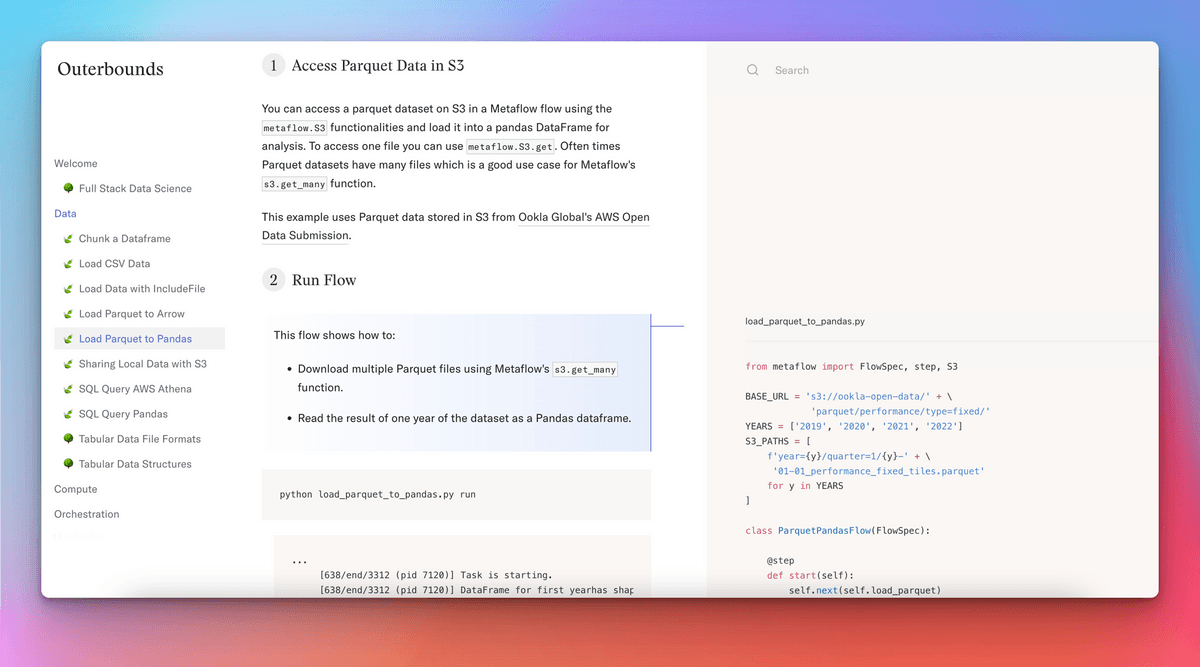 Outerbounds
Welcome
Full Stack Data Science
Data
Chunk a Dataframe
Load CSV Data
Load Data with IncludeFile
Load Parquet to Arrow
Load Parquet to Pandas
Sharing Local Data with S3
SQL Query AWS Athena
SQL Query Pandas
Tabular Data File Formats
Tabular Data Structures
Compute
Orchestration
1 Access Parquet Data in S3
You can access a parquet dataset on S3 in a Metaflow flow using the
metaflow.S3 functionalities and load it into a pandas DataFrame for
analysis. To access one file you can use metaflow.S3.get. Often times
Parquet datasets have many files which is a good use case for Metaflow's
s3.get_many function.
This example uses Parquet data stored in S3 from Ookla Global's AWS Open
Data Submission.
2 Run Flow
This flow shows how to:
• Download multiple Parquet files using Metaflow's s3.get_many
function.
• Read the result of one year of the dataset as a Pandas dataframe.
python load_parquet_to_pandas.py run
...
[638/end/3312 (pid 7120)] Task is starting.
[638/end/3312 (pid 7120)] DataFrame for first yearhas shap
Search
load_parquet_to_pandas.py
from metaflow import FlowSpec, step, S3
BASE_URL = 's3://ookla-open-data/' + \
'parquet/performance/type=fixed/'
YEARS = ['2019', '2020', '2021', '2022']
S3_PATHS = [
f'year={y}/quarter=1/{y}-' + \
'01-01_performance_fixed_tiles.parquet'
for y in YEARS
]
class ParquetPandasFlow(FlowSpec):
@step
def start(self):
self.next(self.load_parquet)